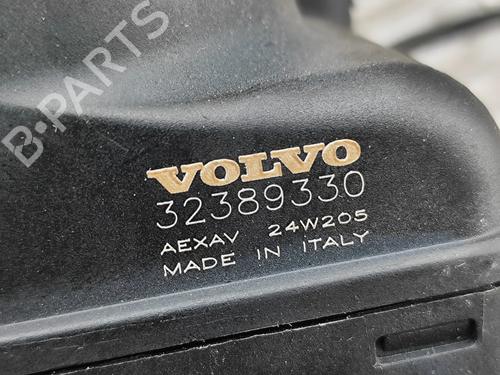 B-PARTS
VOLVO
32389330
AEXAV 24W205
MADE IN ITALY